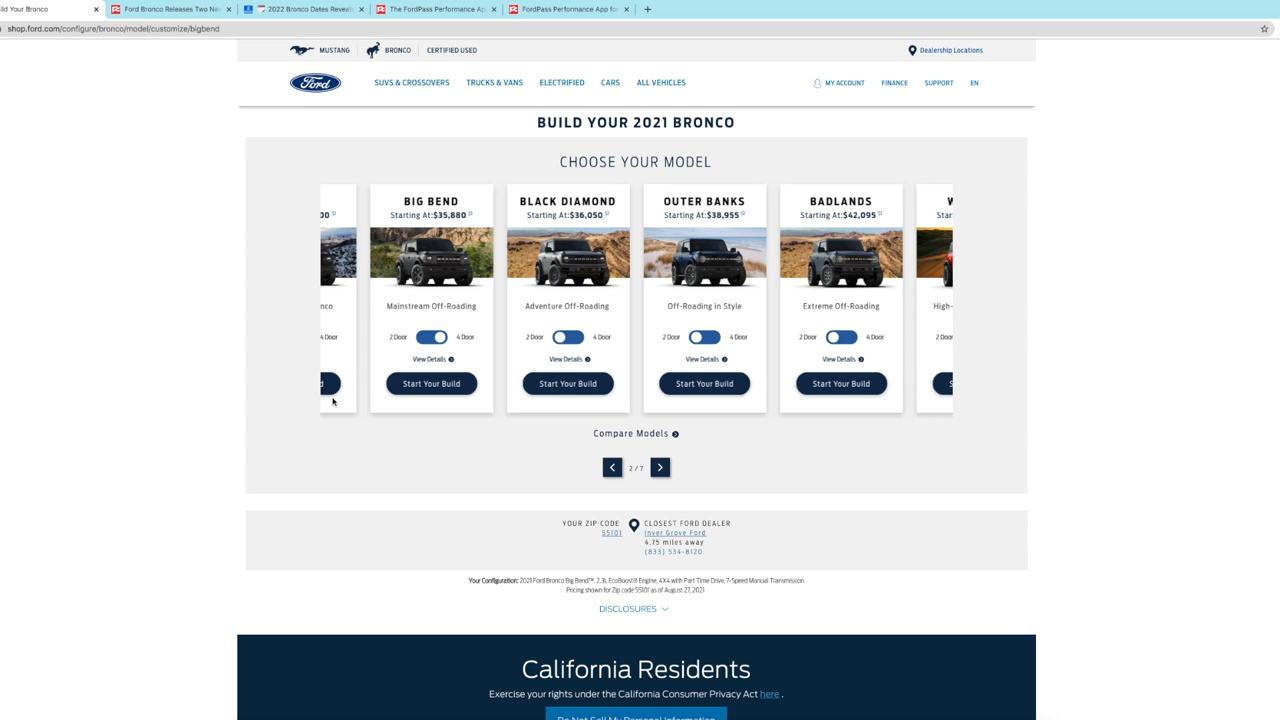 ild Your Bronco
Ford Bronco Releases Two Ne
2022 Bronco Dates Reveal
The FordPass Performance Ap
FordPass Performance App fo
shop.ford.com/configure/bronco/model/customize/bigbend
MUSTANG
BRONCO
CERTIFIED USED
Dealership Locations
Ford
SUVS & CROSSOVERS
TRUCKS & VANS
ELECTRIFIED
CARS
ALL VEHICLES
MY ACCOUNT
FINANCE
SUPPORT
EN
BUILD YOUR 2021 BRONCO
CHOOSE YOUR MODEL
00
nco
4 Door
d
BIG BEND
Starting At:$35,880
Mainstream Off-Roading
2 Door 4 Door
View Details
Start Your Build
BLACK DIAMOND
Starting At:$36,050
Adventure Off-Roading
2 Door 4 Door
View Details
Start Your Build
OUTER BANKS
Starting At:$38,955
Off-Roading in Style
2 Door 4 Door
View Details
Start Your Build
BADLANDS
Starting At:$42,095
Extreme Off-Roading
2 Door 4 Door
View Details
Start Your Build
W
Star
High-
2 Door
S
Compare Models
2 / 7
YOUR ZIP CODE
55101
CLOSEST FORD DEALER
Inver Grove Ford
4.75 miles away
(833) 534-8120
Your Configuration: 2021 Ford Bronco Big Bend™, 2.3L EcoBoost® Engine, 4X4 with Part Time Drive, 7-Speed Manual Transmission
Pricing shown for Zip code 55101 as of August 27, 2021
DISCLOSURES
California Residents
Exercise your rights under the California Consumer Privacy Act here .
Do Not Sell My Personal Information